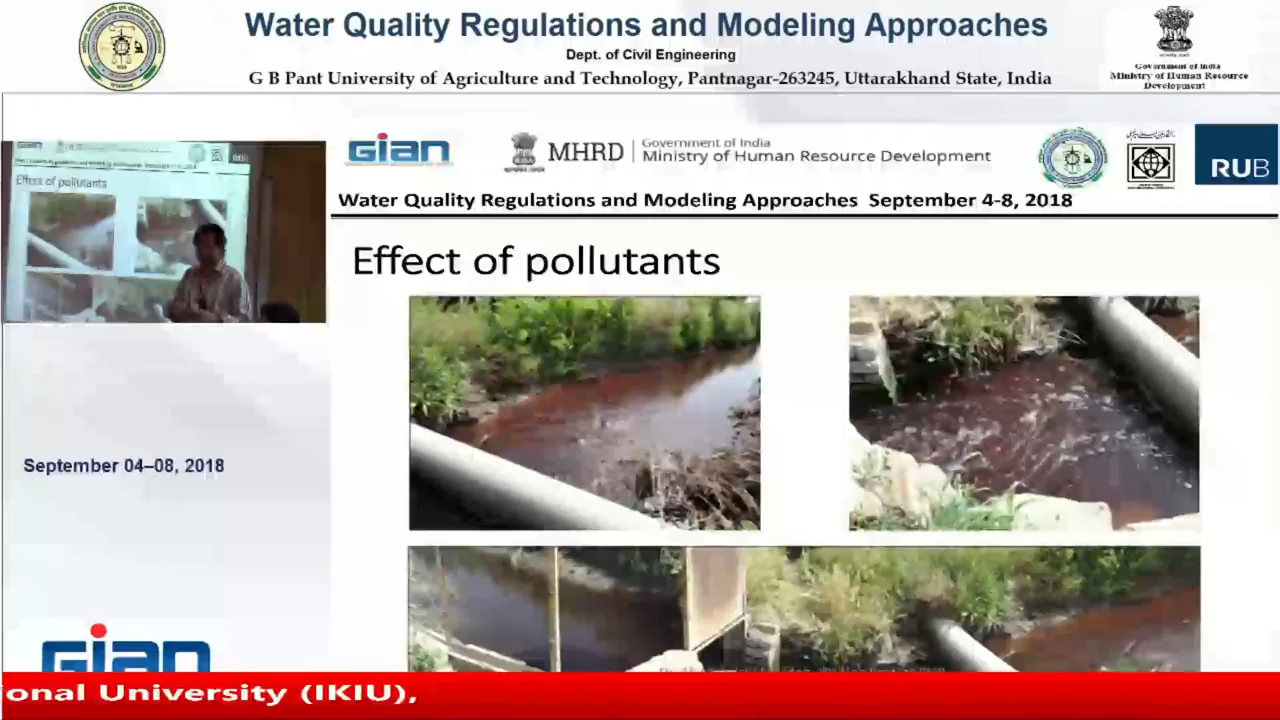 Water Quality Regulations and Modeling Approaches
Dept. of Civil Engineering
G B Pant University of Agriculture and Technology, Pantnagar-263245, Uttarakhand State, India
Government of India
Ministry of Human Resource
Development
GIAN
MHRD
Government of India
Ministry of Human Resource Development
RUB
Water Quality Regulations and Modeling Approaches September 4-8, 2018
Effect of pollutants
Effect of pollutants
September 04–08, 2018
GIAN
onal University (IKIU),